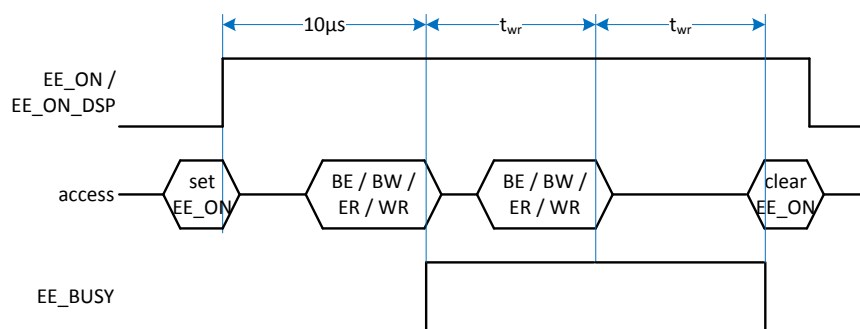 10µs
twr
twr
EE_ON /
EE_ON_DSP
access
set
EE_ON
BE / BW /
ER / WR
BE / BW /
ER / WR
clear
EE_ON
EE_BUSY